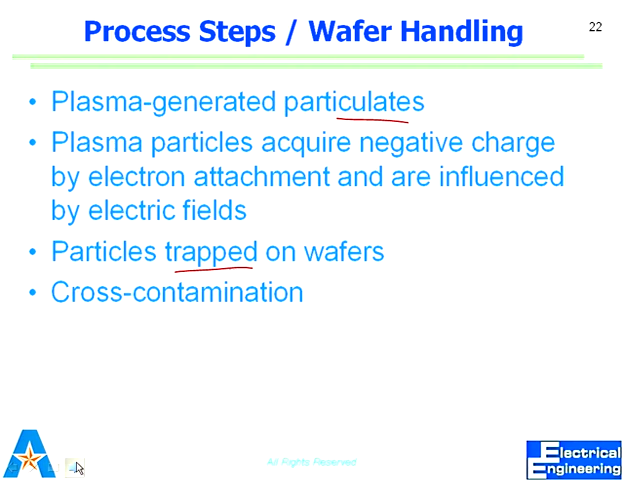 Process Steps / Wafer Handling
22
• Plasma-generated particulates
• Plasma particles acquire negative charge
by electron attachment and are influenced
by electric fields
• Particles trapped on wafers
• Cross-contamination
All Rights Reserved
Electrical
Engineering